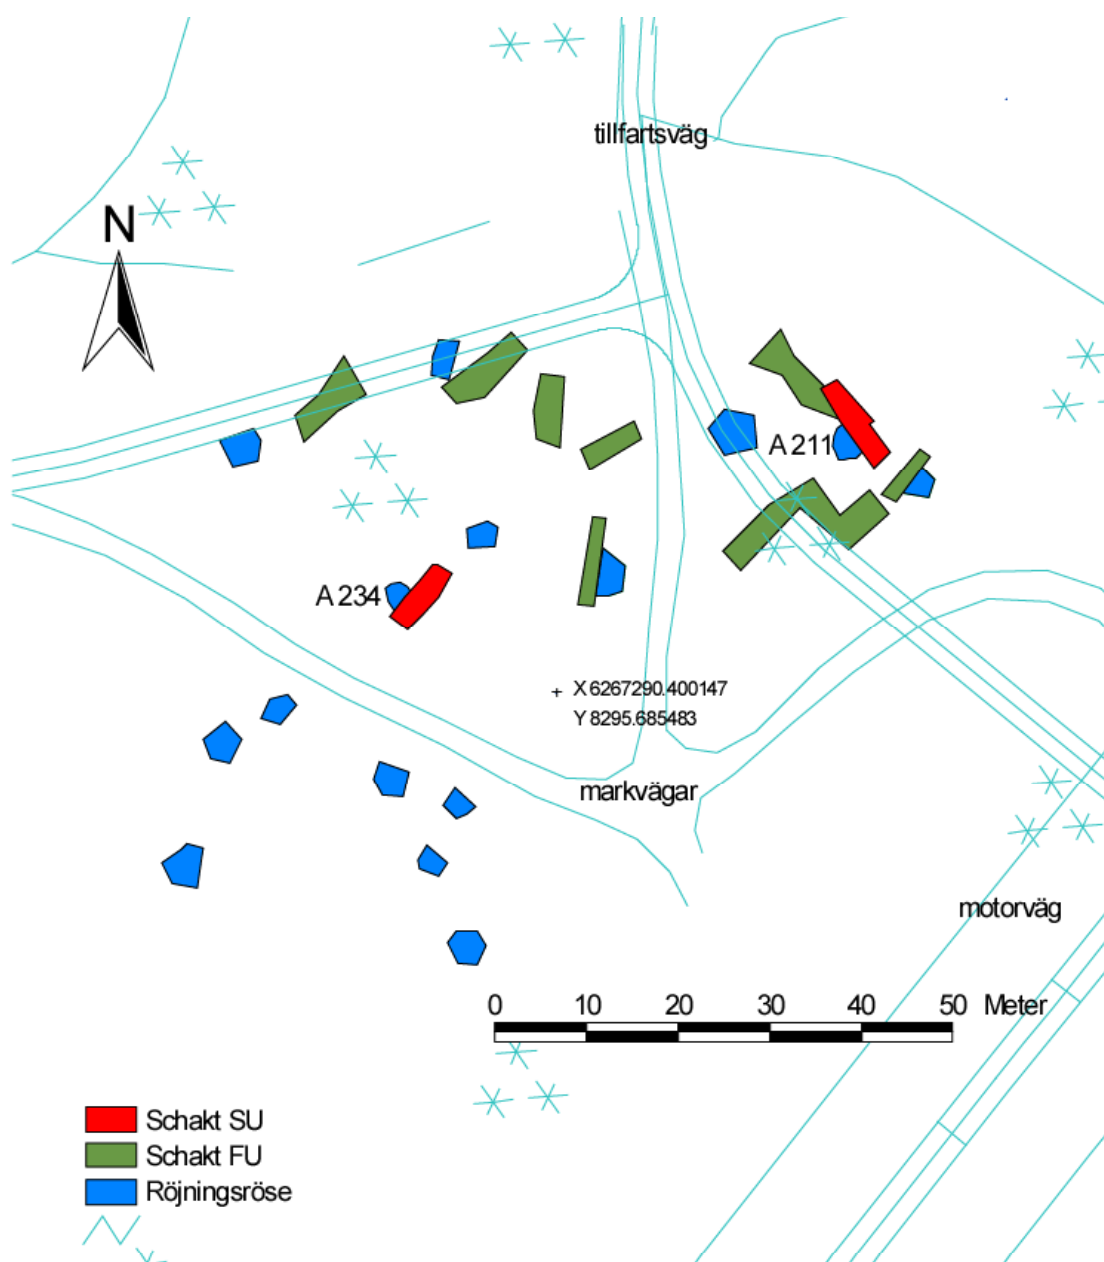 tillfartsväg
N
A 211
A 234
X 6267290.400147
Y 8295.685483
markvägar
motorväg
0 10 20 30 40 50 Meter
Schakt SU
Schakt FU
Röjningsröse